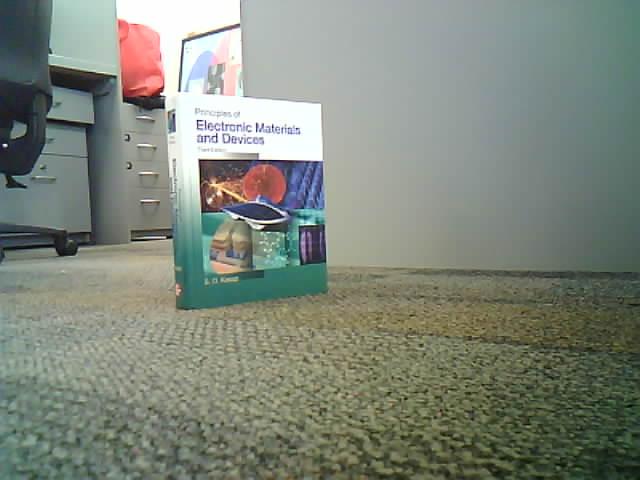 Principles of
Electronic Materials
and Devices
Third Edition
S. O. Kasap